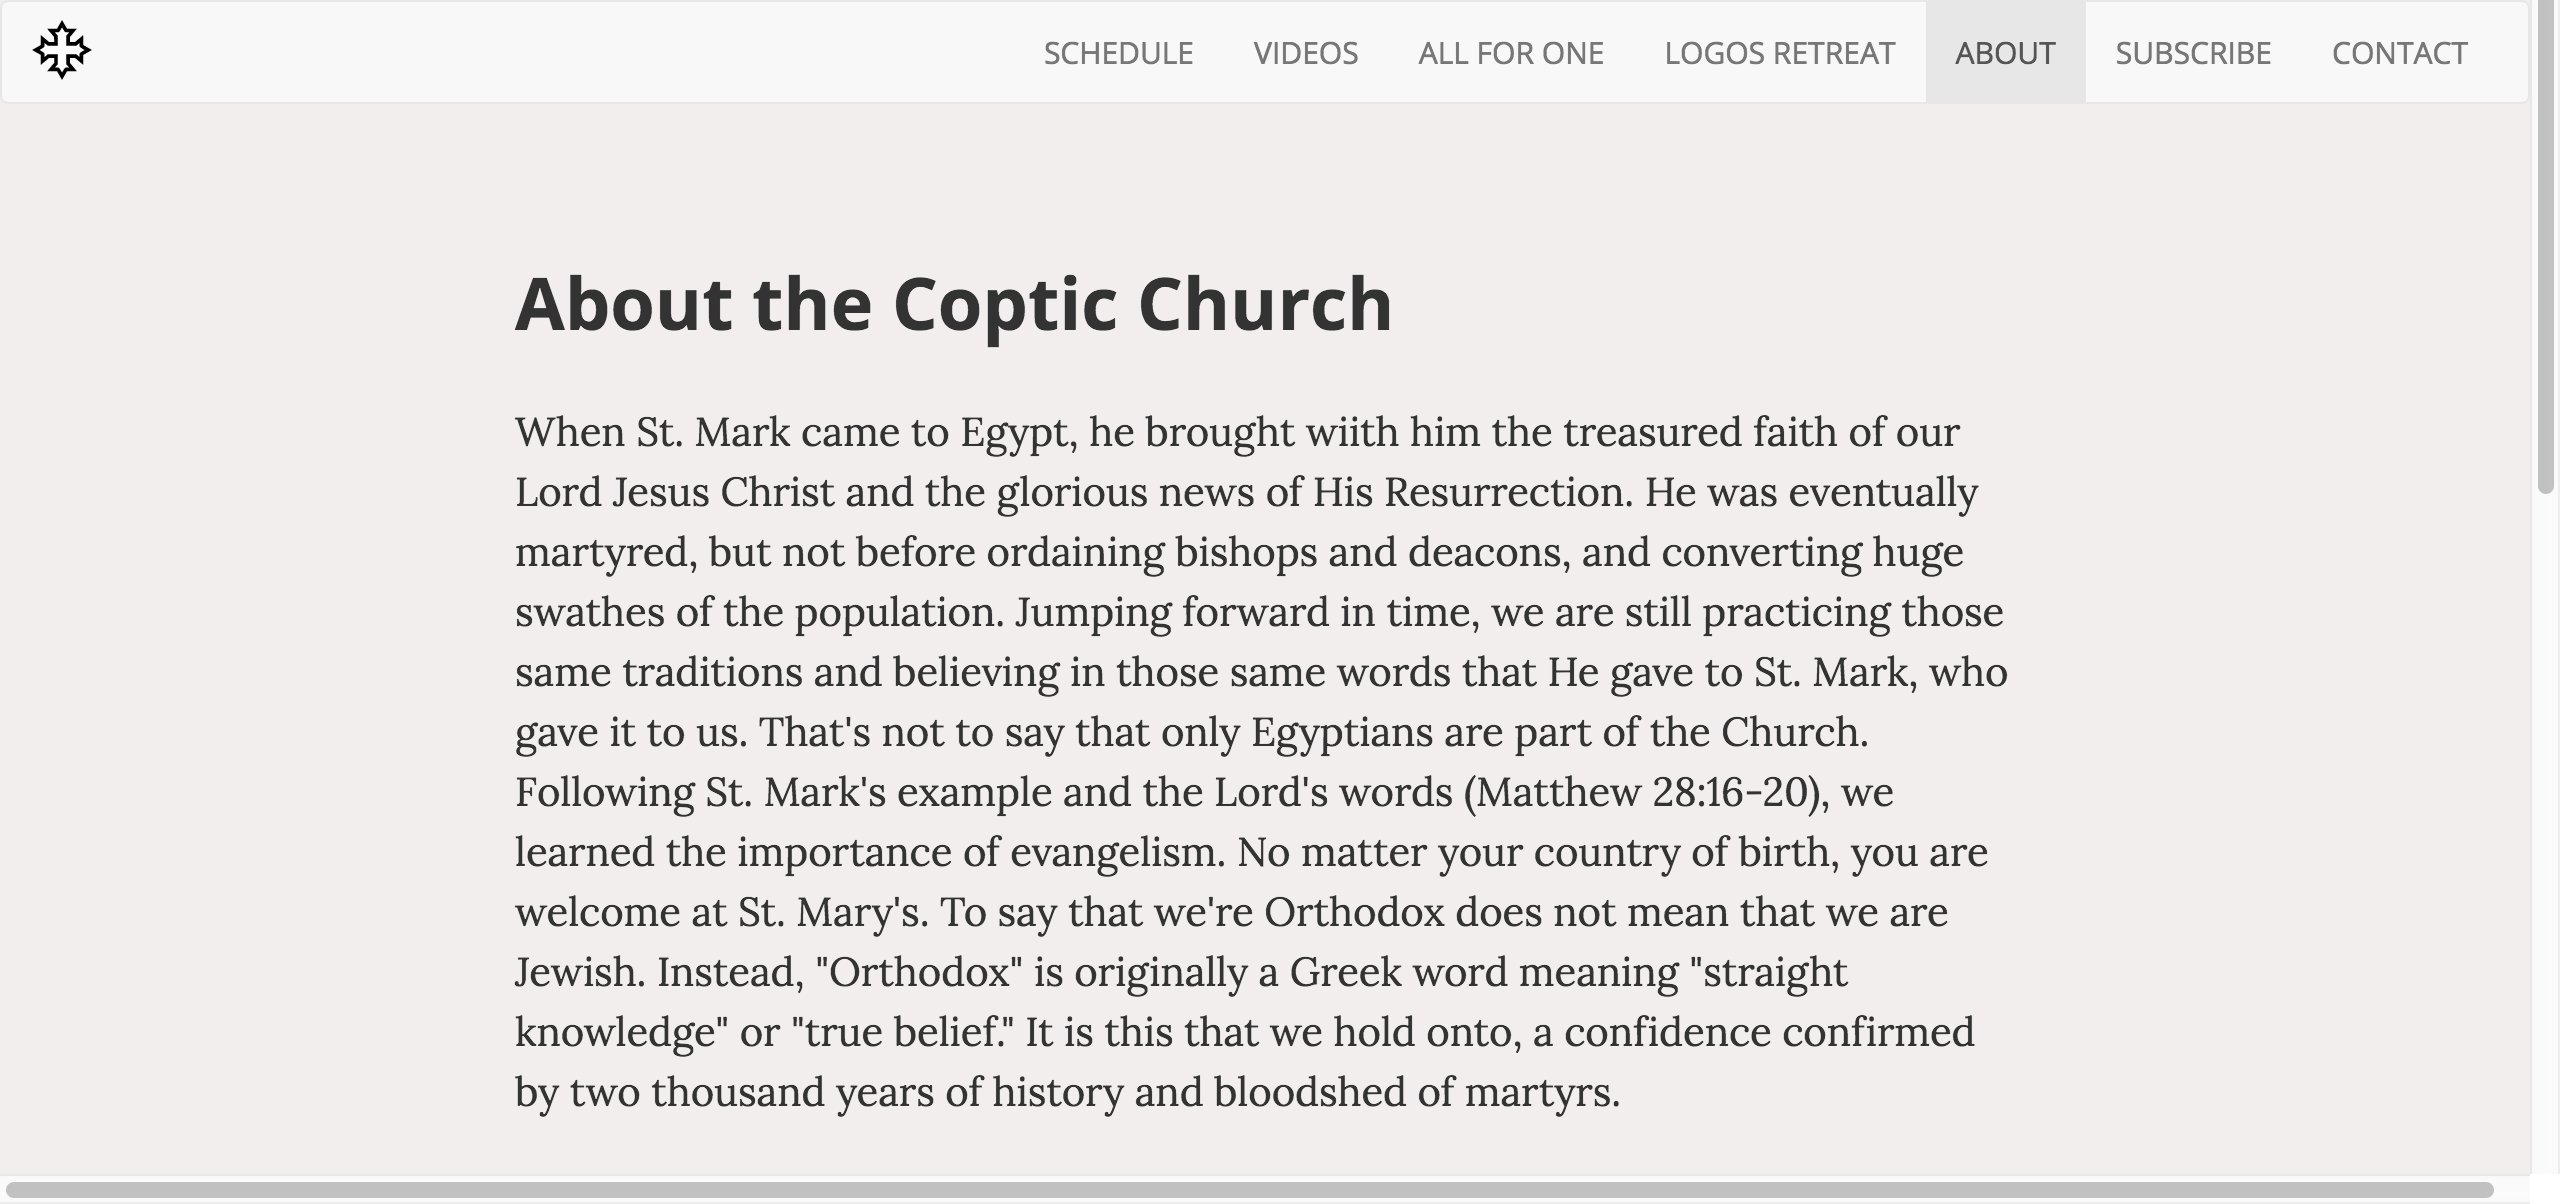 SCHEDULE VIDEOS ALL FOR ONE LOGOS RETREAT ABOUT SUBSCRIBE CONTACT
About the Coptic Church
When St. Mark came to Egypt, he brought wiith him the treasured faith of our
Lord Jesus Christ and the glorious news of His Resurrection. He was eventually
martyred, but not before ordaining bishops and deacons, and converting huge
swathes of the population. Jumping forward in time, we are still practicing those
same traditions and believing in those same words that He gave to St. Mark, who
gave it to us. That's not to say that only Egyptians are part of the Church.
Following St. Mark's example and the Lord's words (Matthew 28:16-20), we
learned the importance of evangelism. No matter your country of birth, you are
welcome at St. Mary's. To say that we're Orthodox does not mean that we are
Jewish. Instead, "Orthodox" is originally a Greek word meaning "straight
knowledge" or "true belief." It is this that we hold onto, a confidence confirmed
by two thousand years of history and bloodshed of martyrs.